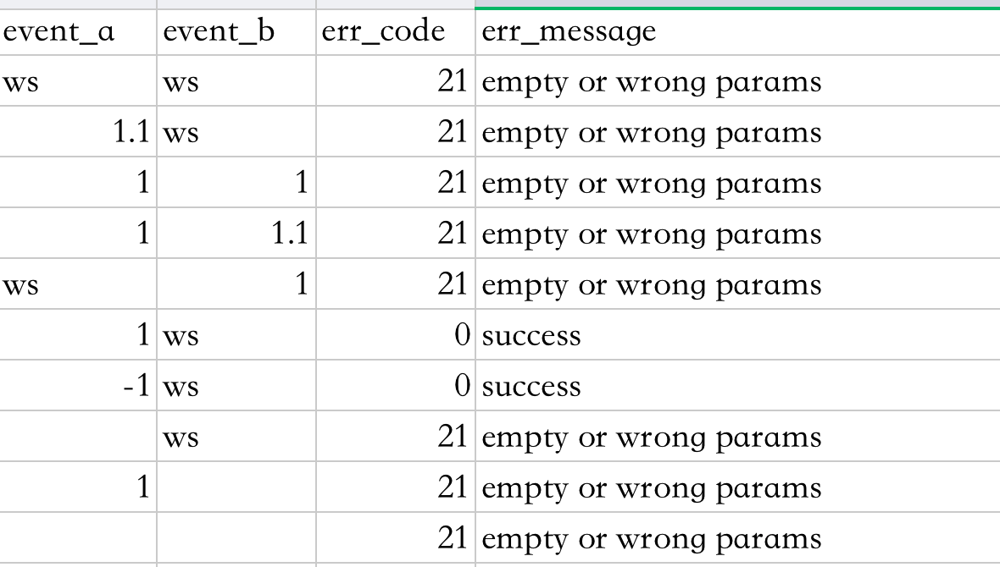 event_a event_b err_code err_message
ws ws 21 empty or wrong params
1.1 ws 21 empty or wrong params
1 1 21 empty or wrong params
1 1.1 21 empty or wrong params
ws 1 21 empty or wrong params
1 ws 0 success
-1 ws 0 success
ws 21 empty or wrong params
1 21 empty or wrong params
21 empty or wrong params